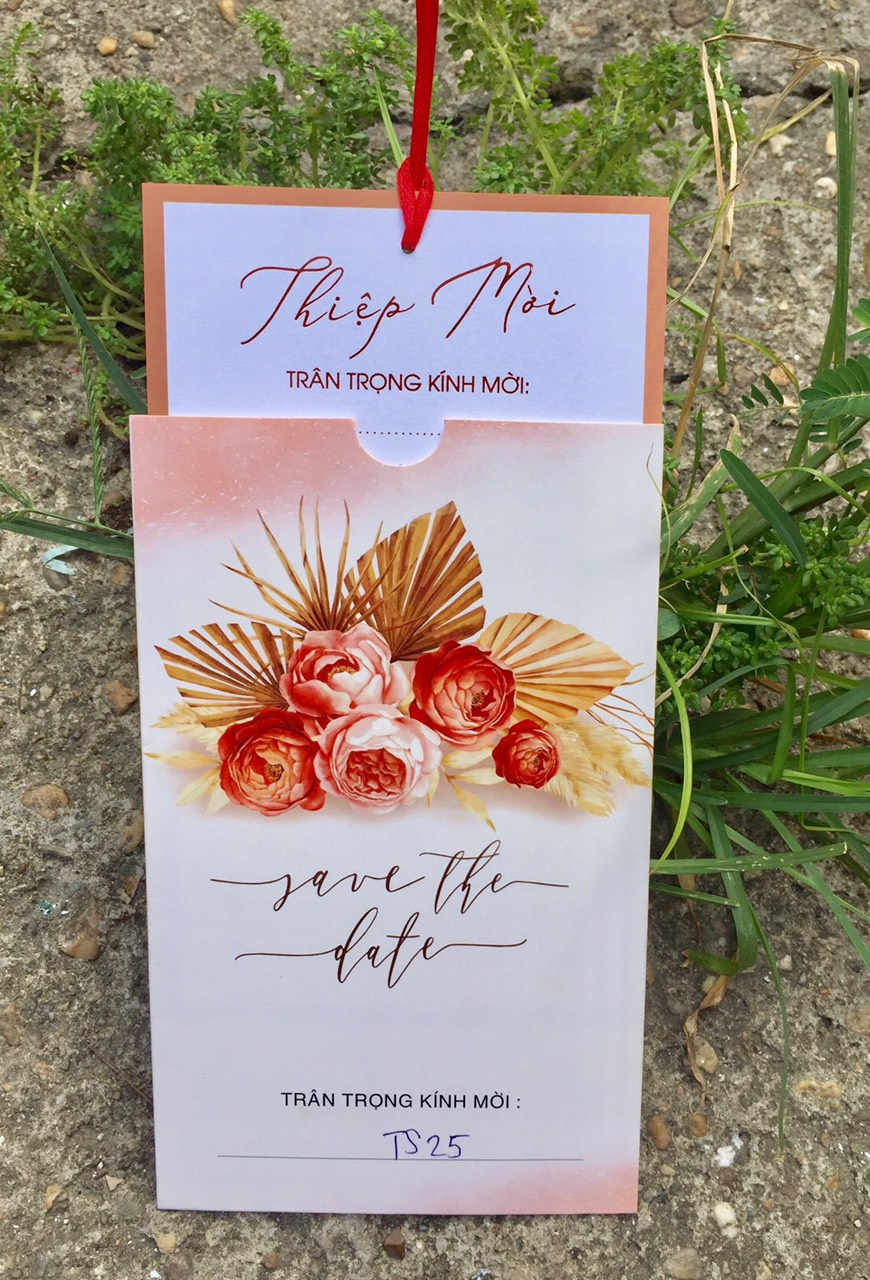 Thiệp Mời
TRÂN TRỌNG KÍNH MỜI:
save the
date
TRÂN TRỌNG KÍNH MỜI :
TS25